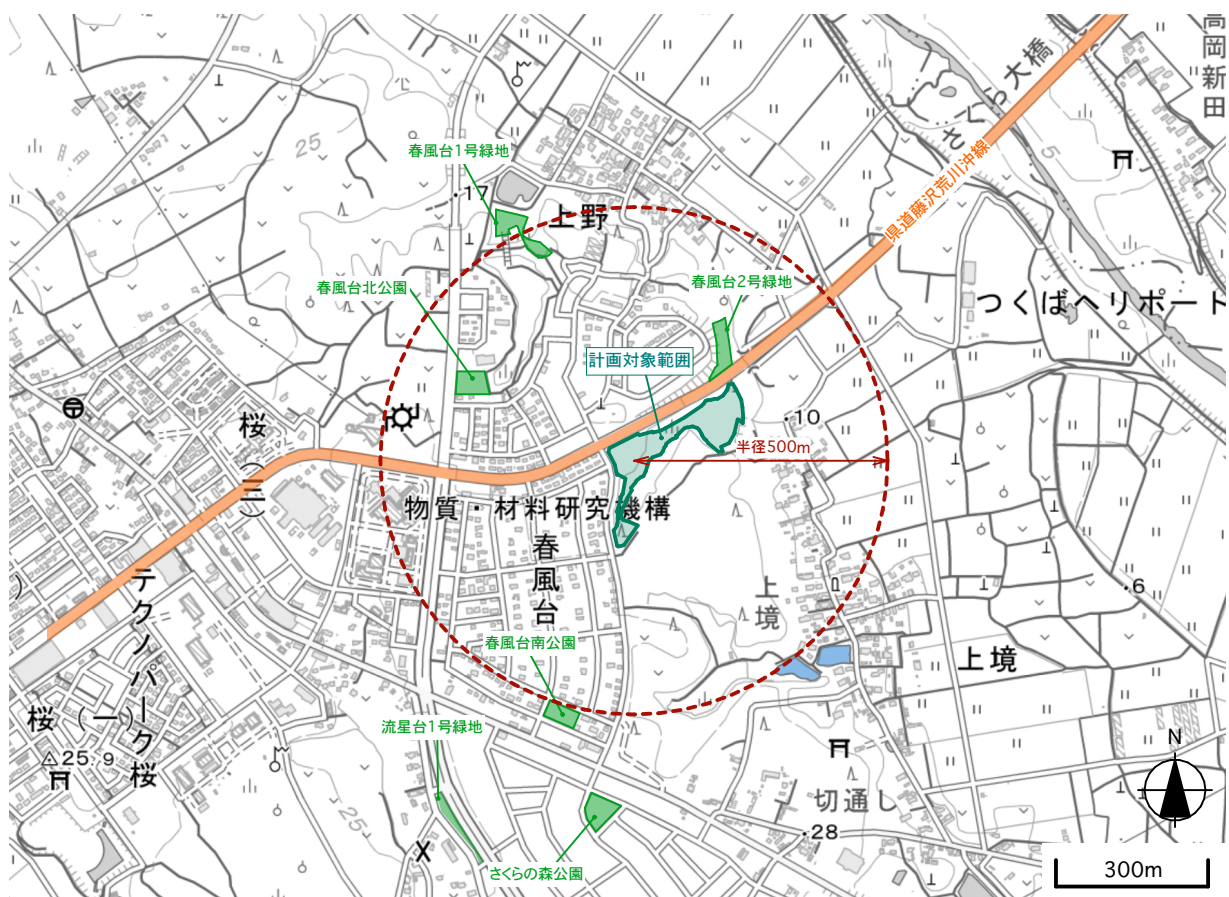 高岡新田
さくら大橋
25
春風台1号緑地
県道藤沢荒川沖線
5
・17
上野
春風台北公園
春風台2号緑地
つくばヘリポート
計画対象範囲
・10
桜(三)
半径500m
物質・材料研究機構
春風台
テクノパーク桜
上境
・6
春風台南公園
上境
桜(一)
流星台1号緑地
25.9
N
切通し
25
・28
300m
さくらの森公園